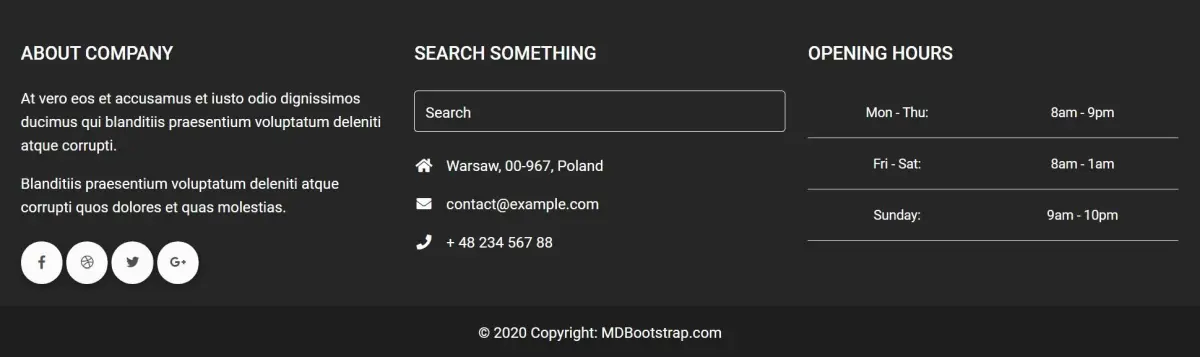 ABOUT COMPANY
At vero eos et accusamus et iusto odio dignissimos
ducimus qui blanditiis praesentium voluptatum deleniti
atque corrupti.
Blanditiis praesentium voluptatum deleniti atque
corrupti quos dolores et quas molestias.
SEARCH SOMETHING
Search
Warsaw, 00-967, Poland
contact@example.com
+ 48 234 567 88
OPENING HOURS
Mon - Thu: 8am - 9pm
Fri - Sat: 8am - 1am
Sunday: 9am - 10pm
© 2020 Copyright: MDBootstrap.com